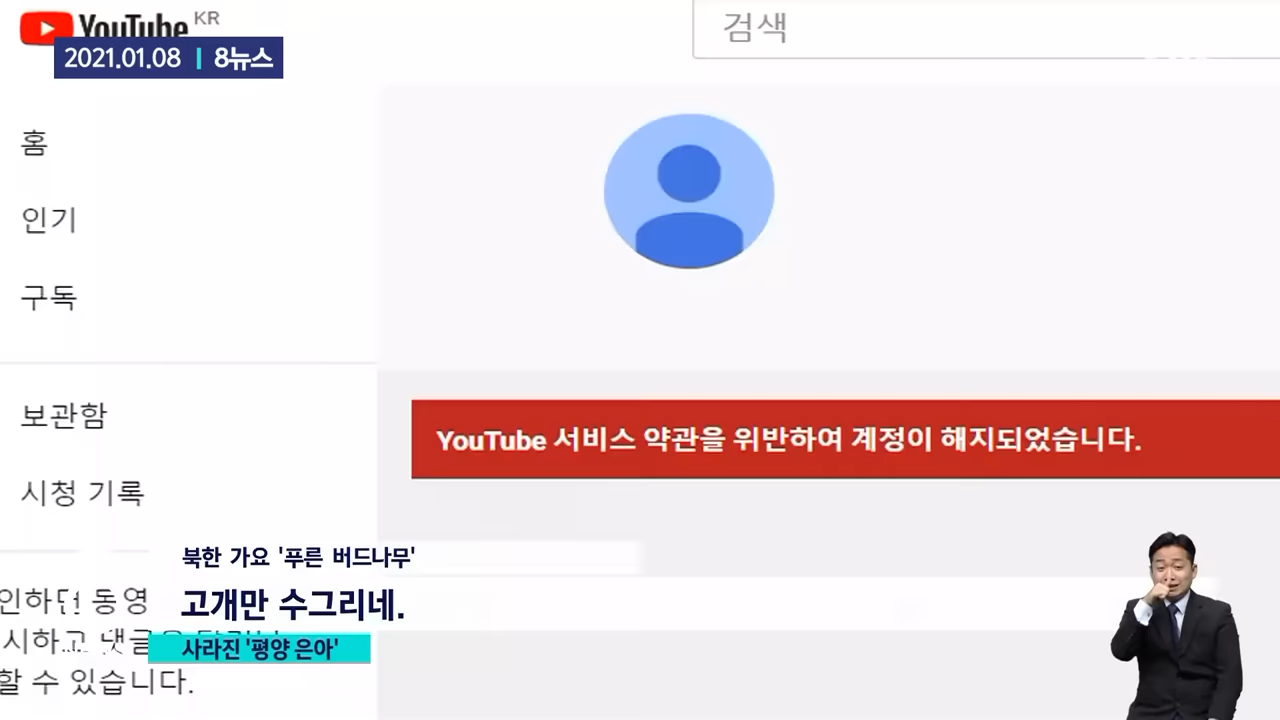 YouTube KR
검색
2021.01.08 | 8뉴스
홈
인기
구독
보관함
시청 기록
YouTube 서비스 약관을 위반하여 계정이 해지되었습니다.
북한 가요 '푸른 버드나무'
고개만 수그리네.
동영
시하고
사라진 '평양 은아'
할 수 있습니다.